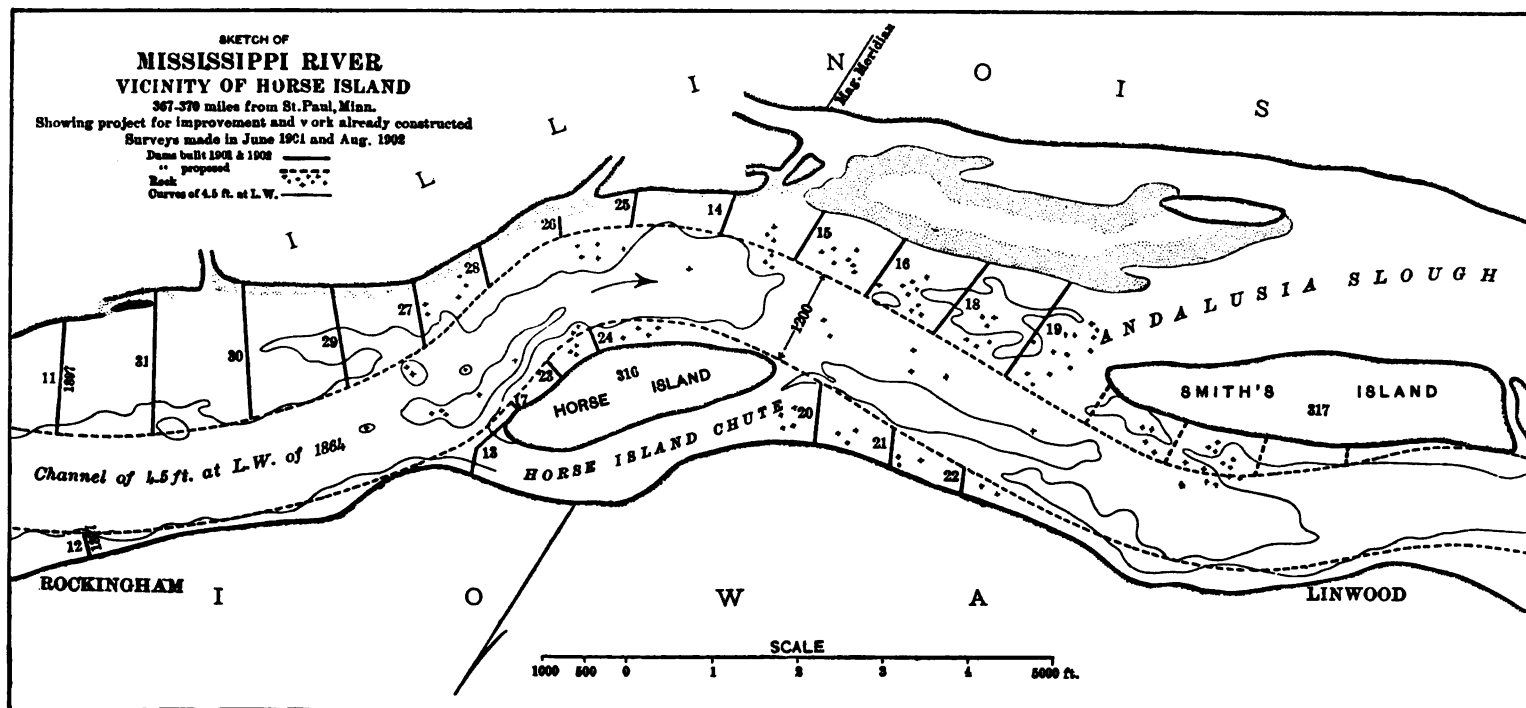 SKETCH OF
MISSISSIPPI RIVER
VICINITY OF HORSE ISLAND
367-370 miles from St. Paul, Minn.
Showing project for improvement and work already constructed
Surveys made in June 1901 and Aug. 1902
Dams built 1901 & 1902
" proposed
Rock
Curves of 4.5 ft. at L.W.
I L L I N O I S
Mag. Meridian
25
14
26
15
28
16
27
18
29
19
30
31
11
1897
1200
ANDALUSIA SLOUGH
24
23
17
13
316
HORSE ISLAND
HORSE ISLAND CHUTE
20
21
22
SMITH'S ISLAND
317
Channel of 4.5 ft. at L.W. of 1864
12
ROCKINGHAM
I O W A
LINWOOD
SCALE
1000 500 0 1 2 3 4 5000 ft.